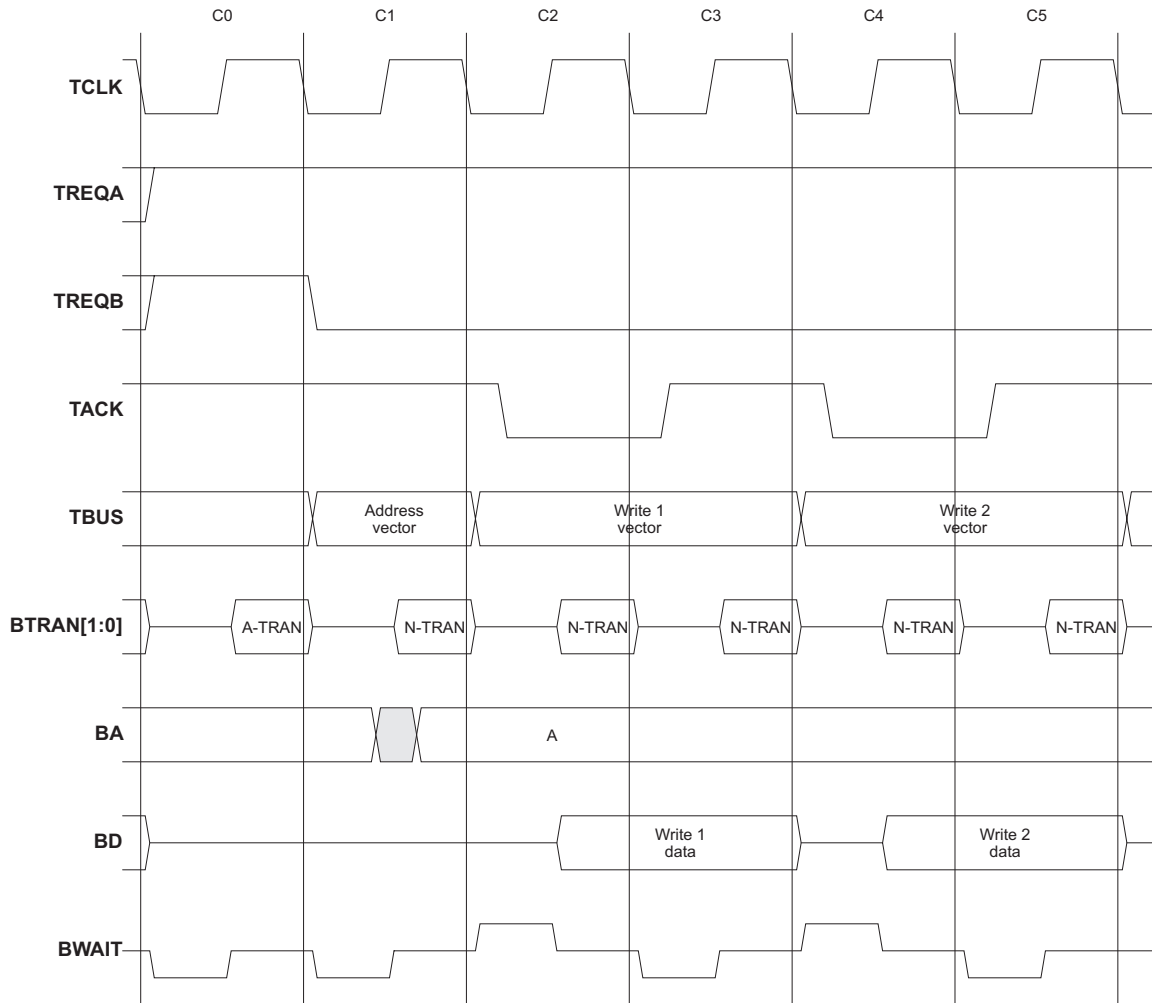 C0 C1 C2 C3 C4 C5
TCLK
TREQA
TREQB
TACK
TBUS
Address
vector
Write 1
vector
Write 2
vector
BTRAN[1:0]
A-TRAN N-TRAN N-TRAN N-TRAN N-TRAN N-TRAN
BA
A
BD
Write 1
data
Write 2
data
BWAIT